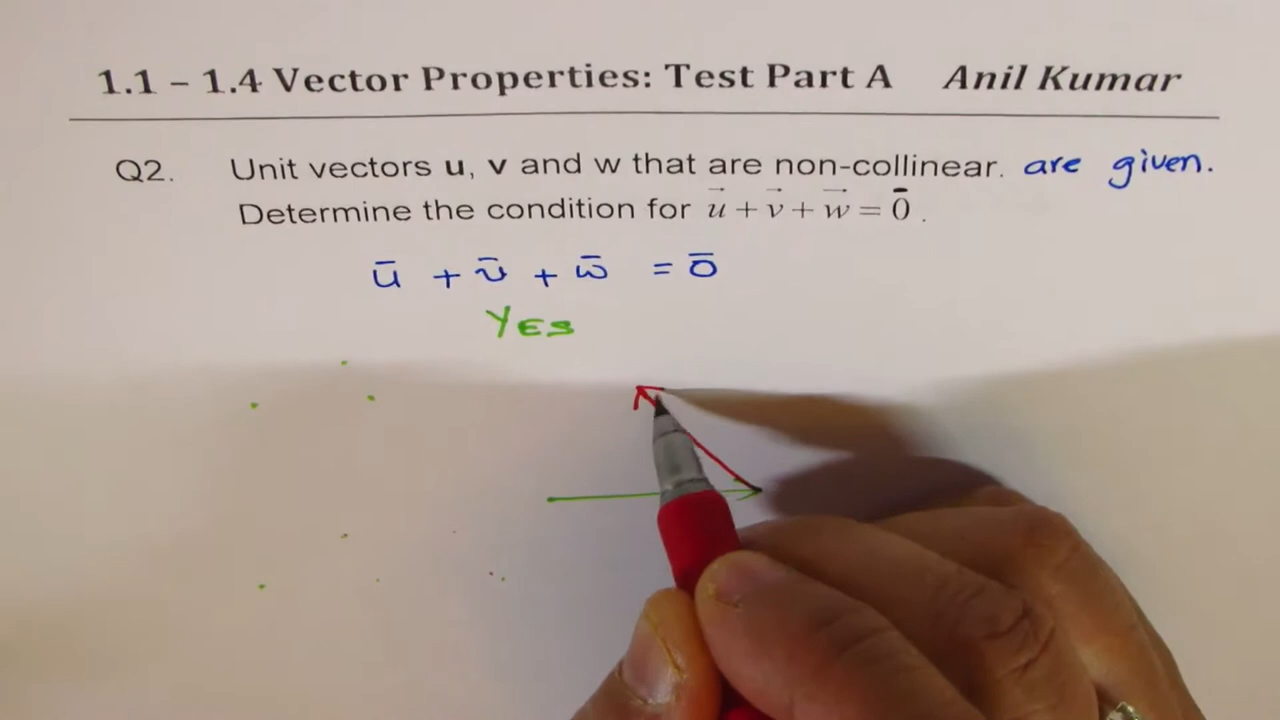 1.1 – 1.4 Vector Properties: Test Part A Anil Kumar
Q2. Unit vectors u, v and w that are non-collinear. are given.
Determine the condition for u⃗ + v⃗ + w⃗ = 0̄ .
ū + v̄ + w̄ = 0̄
YES